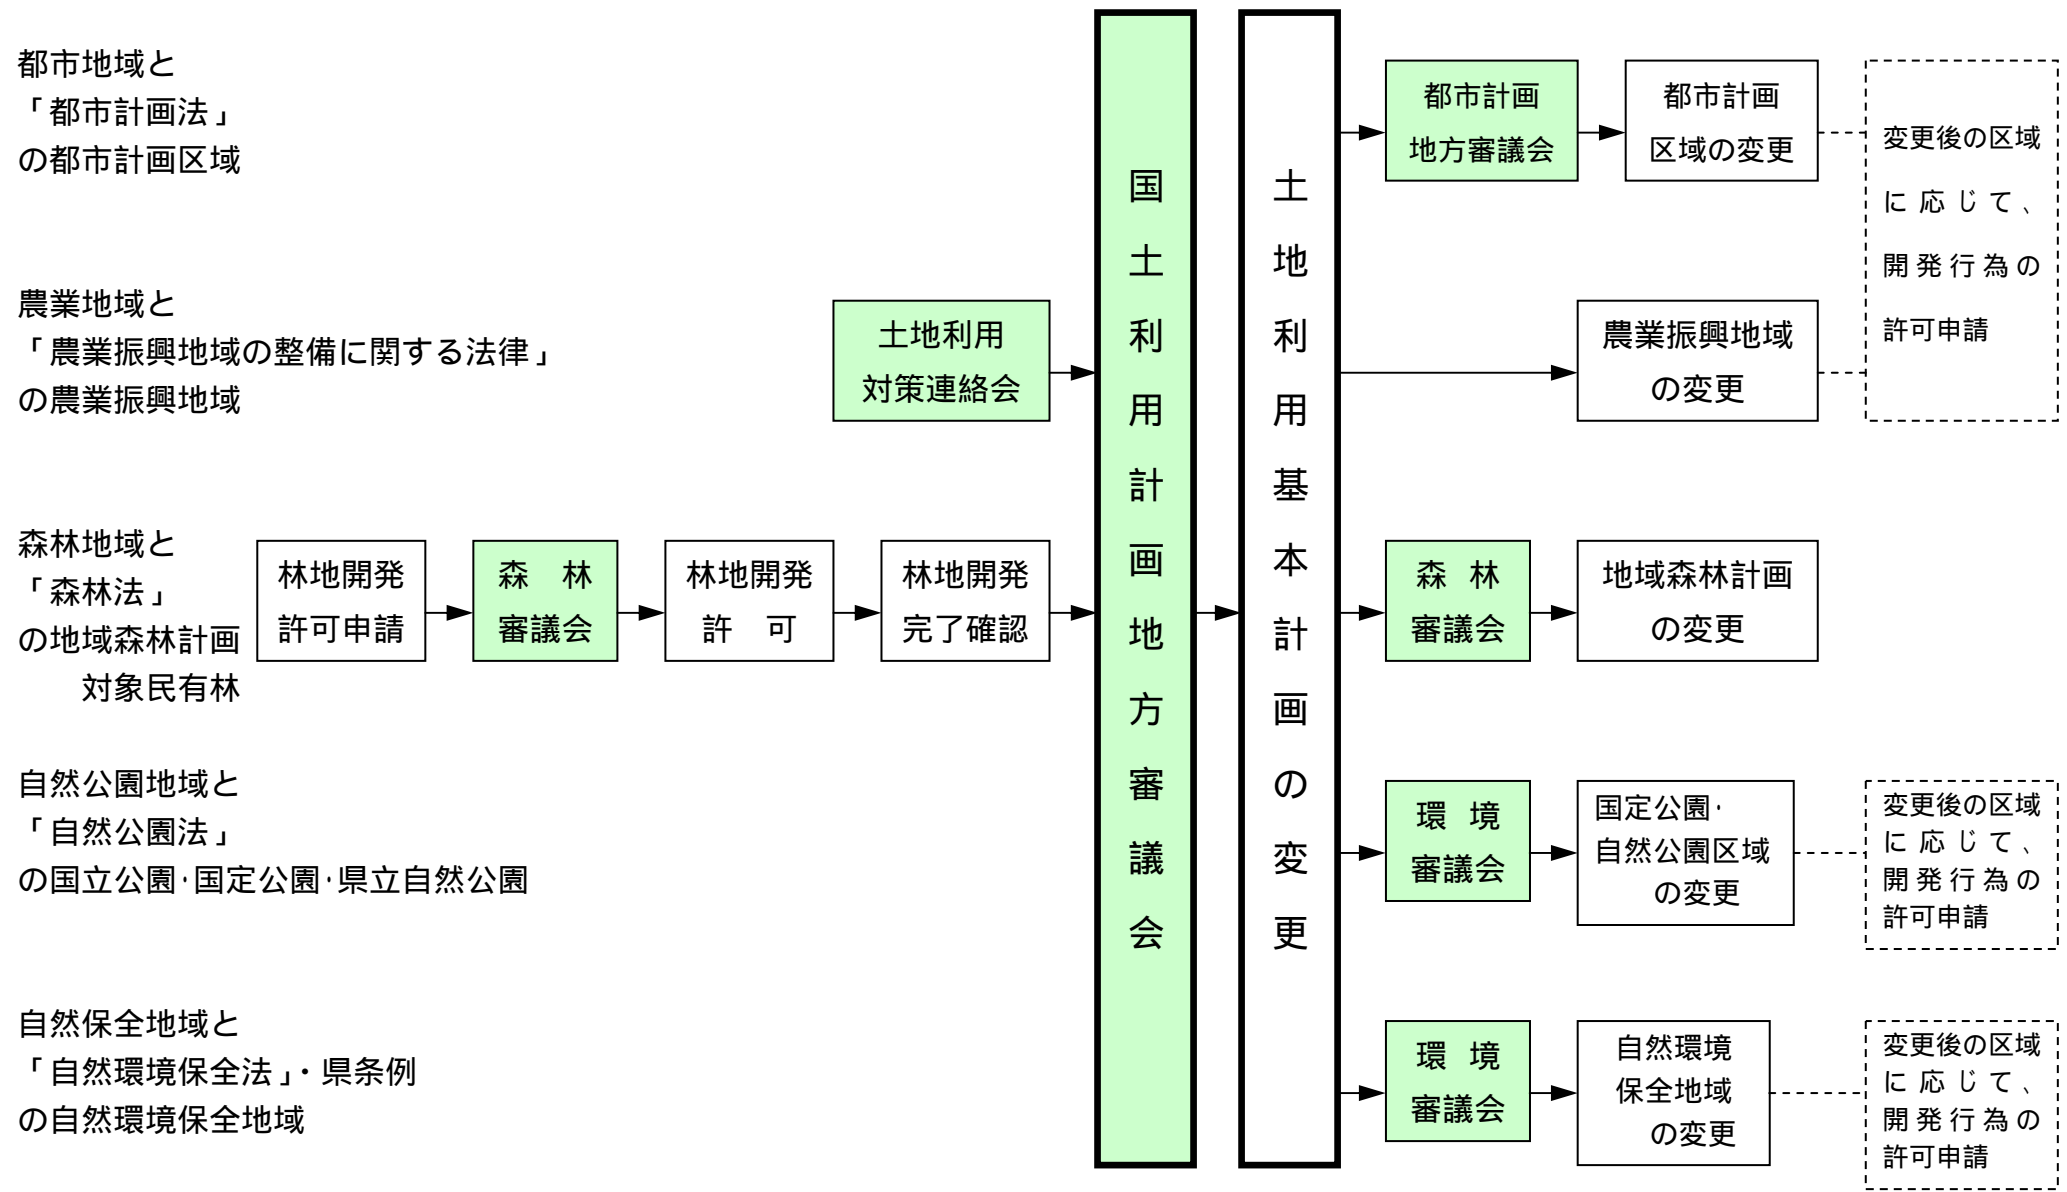 都市地域と
「都市計画法」
の都市計画区域
農業地域と
「農業振興地域の整備に関する法律」
の農業振興地域
森林地域と
「森林法」
の地域森林計画
対象民有林
自然公園地域と
「自然公園法」
の国立公園・国定公園・県立自然公園
自然保全地域と
「自然環境保全法」・県条例
の自然環境保全地域
林地開発
許可申請
森 林
審議会
林地開発
許 可
林地開発
完了確認
土地利用
対策連絡会
国土利用計画地方審議会
土地利用基本計画の変更
都市計画
地方審議会
都市計画
区域の変更
変更後の区域
に応じて、
開発行為の
許可申請
農業振興地域
の変更
森 林
審議会
地域森林計画
の変更
環 境
審議会
国定公園・
自然公園区域
の変更
変更後の区域
に応じて、
開発行為の
許可申請
環 境
審議会
自然環境
保全地域
の変更
変更後の区域
に応じて、
開発行為の
許可申請